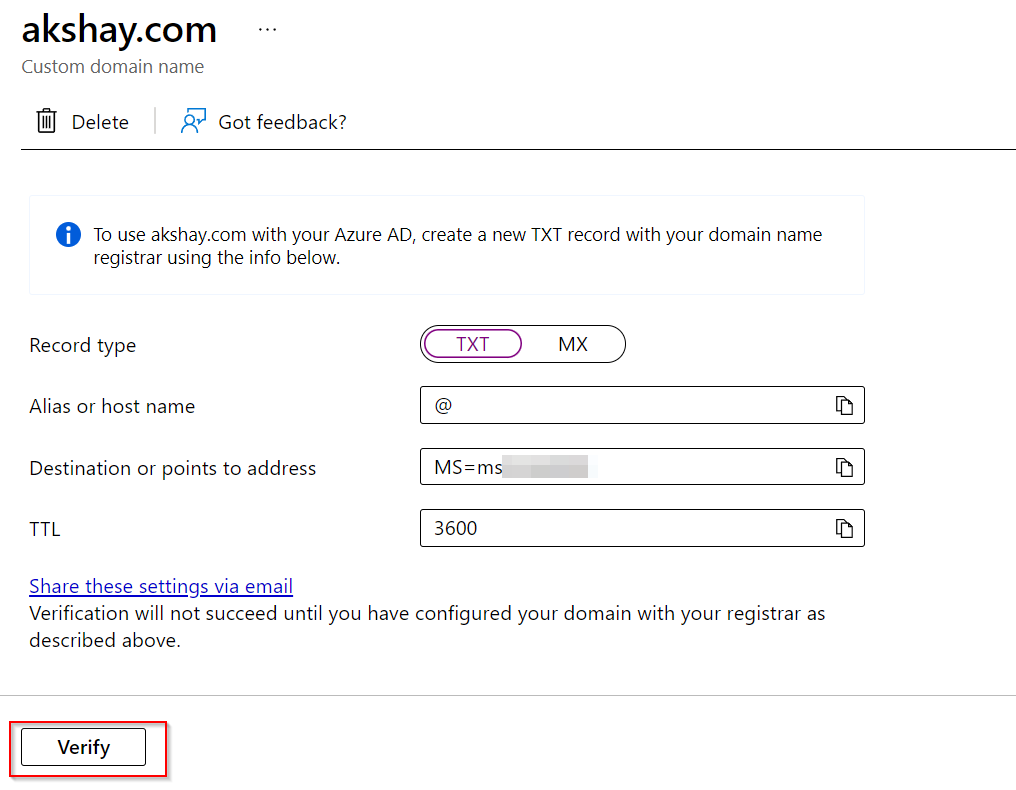 akshay.com ...
Custom domain name
Delete Got feedback?
To use akshay.com with your Azure AD, create a new TXT record with your domain name
registrar using the info below.
Record type TXT MX
Alias or host name @
Destination or points to address MS=ms
TTL 3600
Share these settings via email
Verification will not succeed until you have configured your domain with your registrar as
described above.
Verify